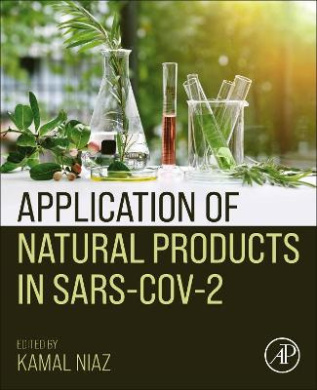 APPLICATION OF
NATURAL PRODUCTS
IN SARS-COV-2
EDITED BY
KAMAL NIAZ
AP